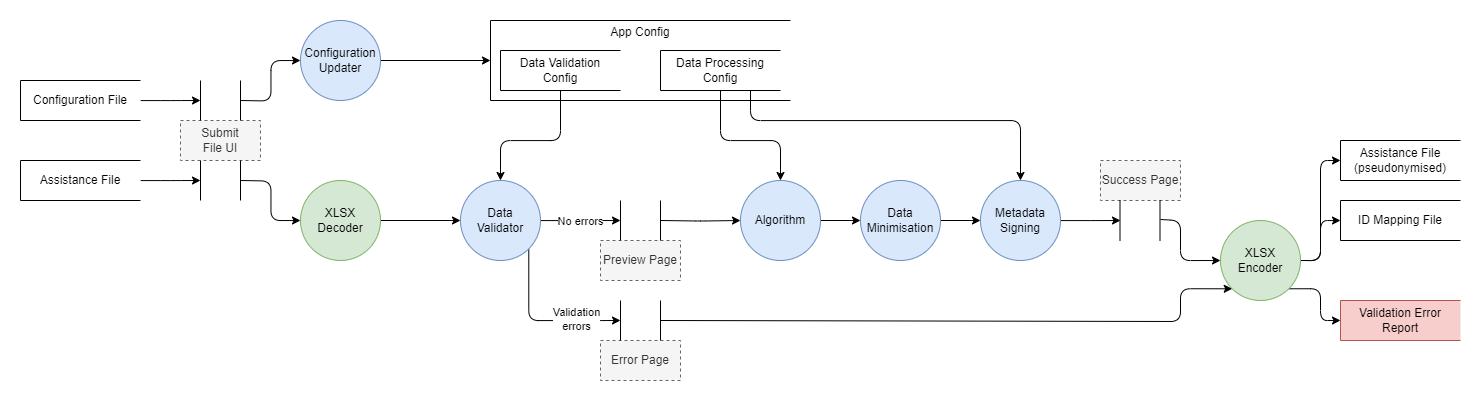 Configuration
Updater
App Config
Data Validation
Config
Data Processing
Config
Configuration File
Submit
File UI
Assistance File
XLSX
Decoder
Data
Validator
No errors
Preview Page
Validation
errors
Error Page
Algorithm
Data
Minimisation
Metadata
Signing
Success Page
XLSX
Encoder
Assistance File
(pseudonymised)
ID Mapping File
Validation Error
Report